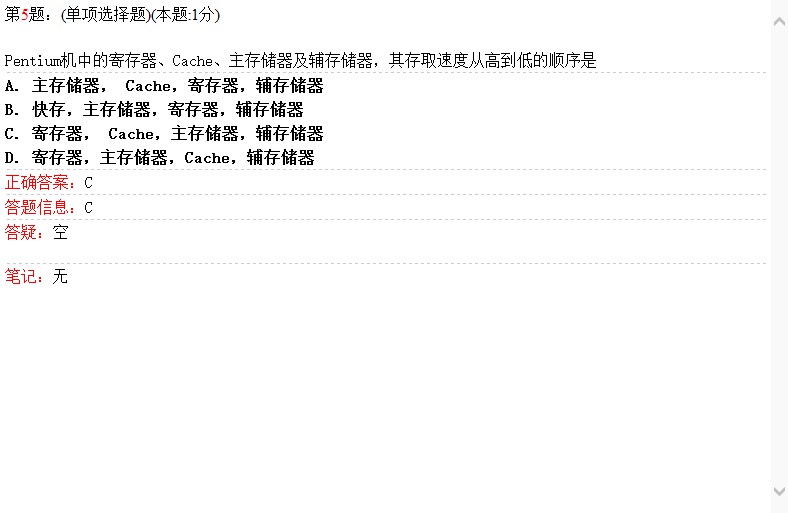 第5题：(单项选择题)(本题:1分)
Pentium机中的寄存器、Cache、主存储器及辅存储器，其存取速度从高到低的顺序是
A. 主存储器， Cache，寄存器，辅存储器
B. 快存，主存储器，寄存器，辅存储器
C. 寄存器， Cache，主存储器，辅存储器
D. 寄存器，主存储器，Cache，辅存储器
正确答案：C
答题信息：C
答疑：空
笔记：无